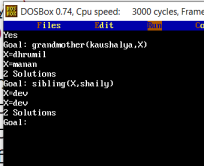 DOSBox 0.74, Cpu speed: 3000 cycles, Frame
Files Edit Run Co
Yes
Goal: grandmother(kaushalya,X)
X=dhrumil
X=manan
2 Solutions
Goal: sibling(X,shaily)
X=dev
X=dev
2 Solutions
Goal: